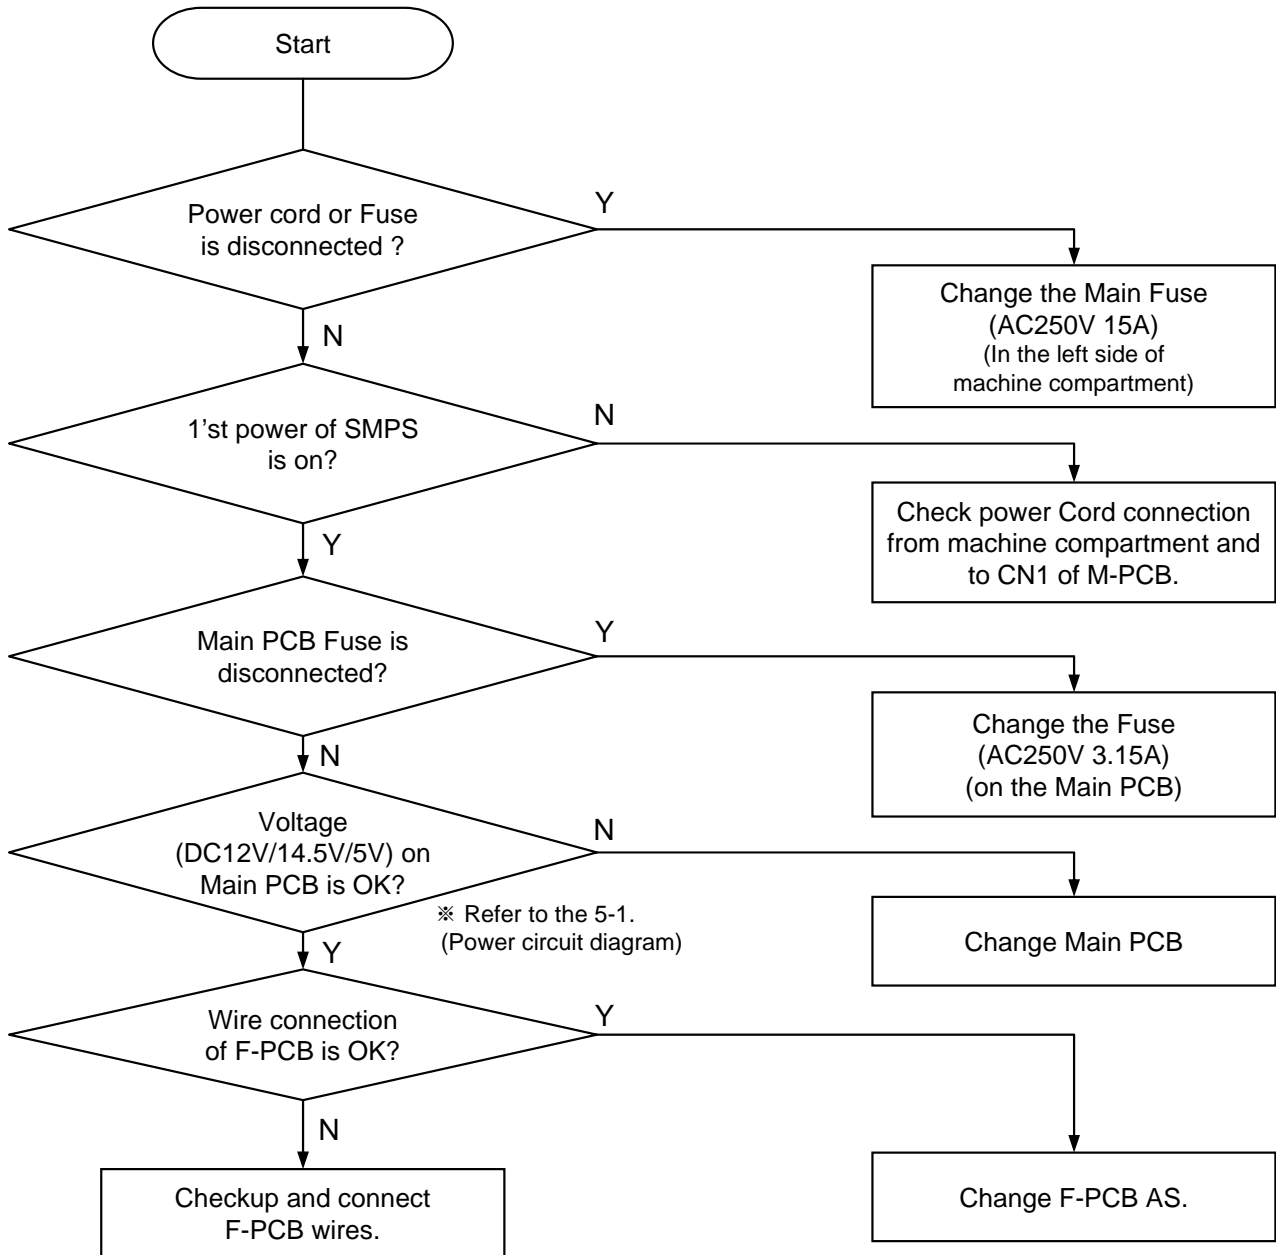 Start
Power cord or Fuse
is disconnected ?
Y
Change the Main Fuse
(AC250V 15A)
(In the left side of
machine compartment)
N
1'st power of SMPS
is on?
N
Check power Cord connection
from machine compartment and
to CN1 of M-PCB.
Y
Main PCB Fuse is
disconnected?
Y
Change the Fuse
(AC250V 3.15A)
(on the Main PCB)
N
Voltage
(DC12V/14.5V/5V) on
Main PCB is OK?
N
※ Refer to the 5-1.
(Power circuit diagram)
Change Main PCB
Y
Wire connection
of F-PCB is OK?
Y
Change F-PCB AS.
N
Checkup and connect
F-PCB wires.